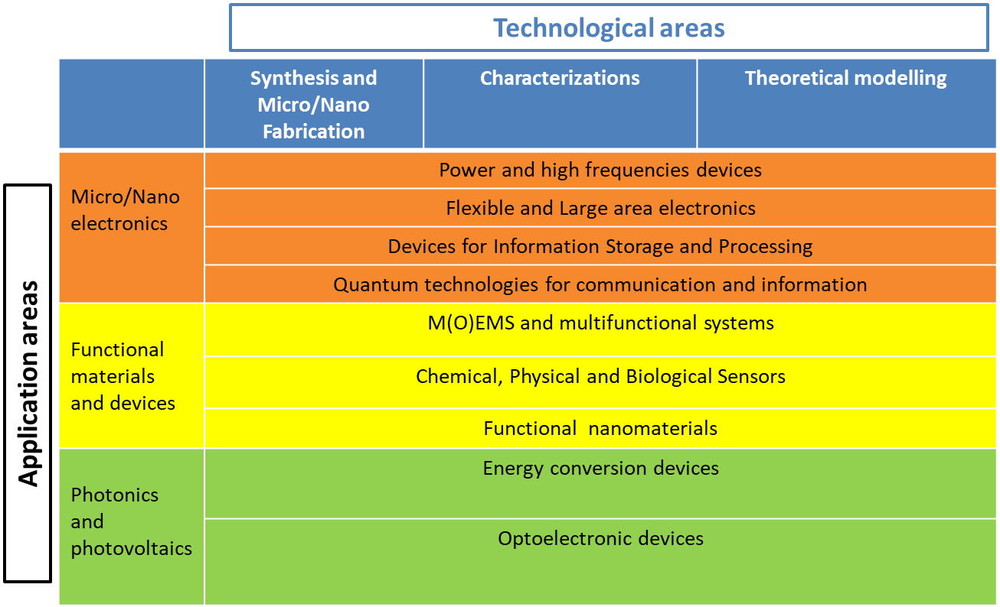 Technological areas
Synthesis and
Micro/Nano
Fabrication
Characterizations
Theoretical modelling
Application areas
Micro/Nano
electronics
Power and high frequencies devices
Flexible and Large area electronics
Devices for Information Storage and Processing
Quantum technologies for communication and information
Functional
materials
and devices
M(O)EMS and multifunctional systems
Chemical, Physical and Biological Sensors
Functional  nanomaterials
Photonics
and
photovoltaics
Energy conversion devices
Optoelectronic devices